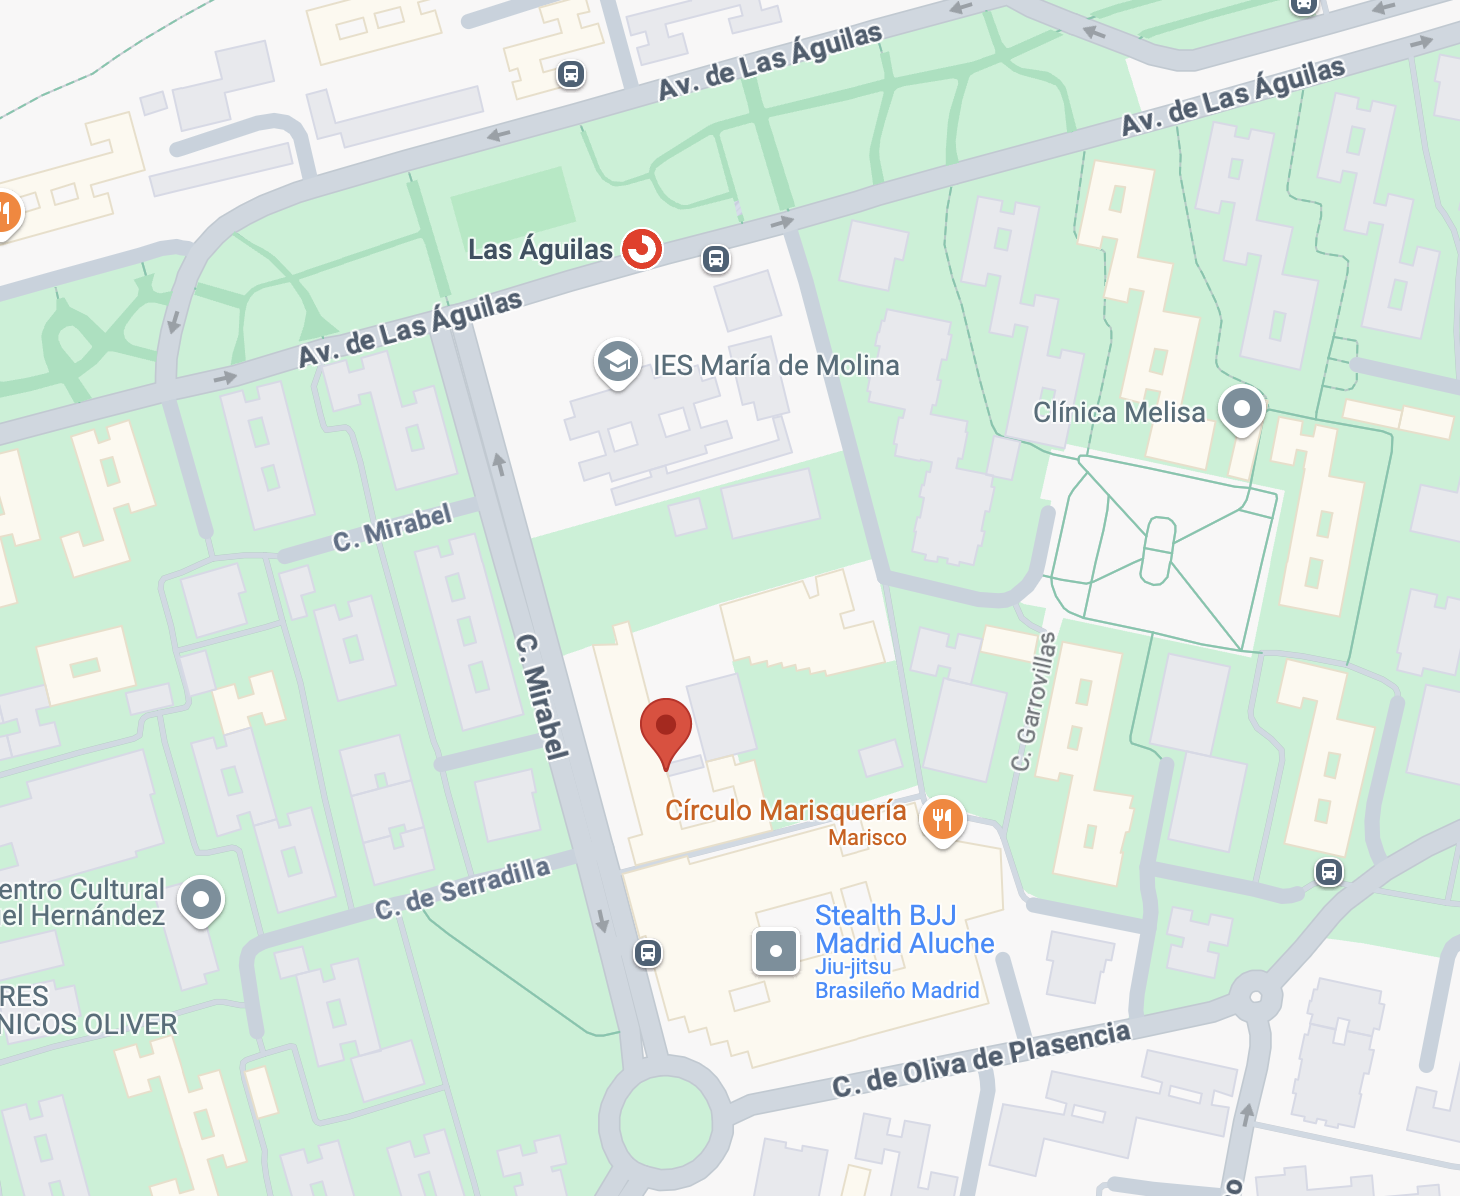 Av. de Las Águilas
Av. de Las Águilas
Las Águilas
Av. de Las Águilas
IES María de Molina
Clínica Melisa
C. Mirabel
C. Mirabel
C. Garrovillas
Círculo Marisquería
Marisco
C. de Serradilla
entro Cultural
el Hernández
Stealth BJJ
Madrid Aluche
Jiu-jitsu
Brasileño Madrid
RES
NICOS OLIVER
C. de Oliva de Plasencia